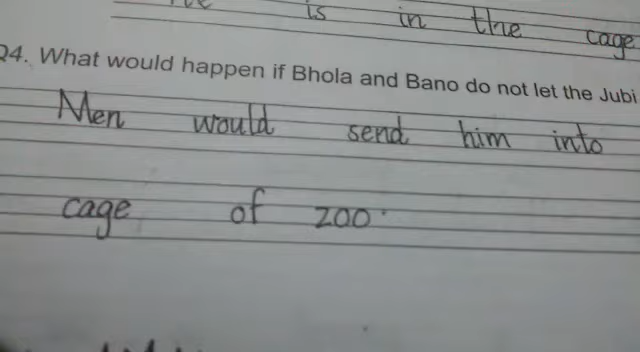 is in the cage
Q4. What would happen if Bhola and Bano do not let the Jubi
Men would send him into
cage of zoo.